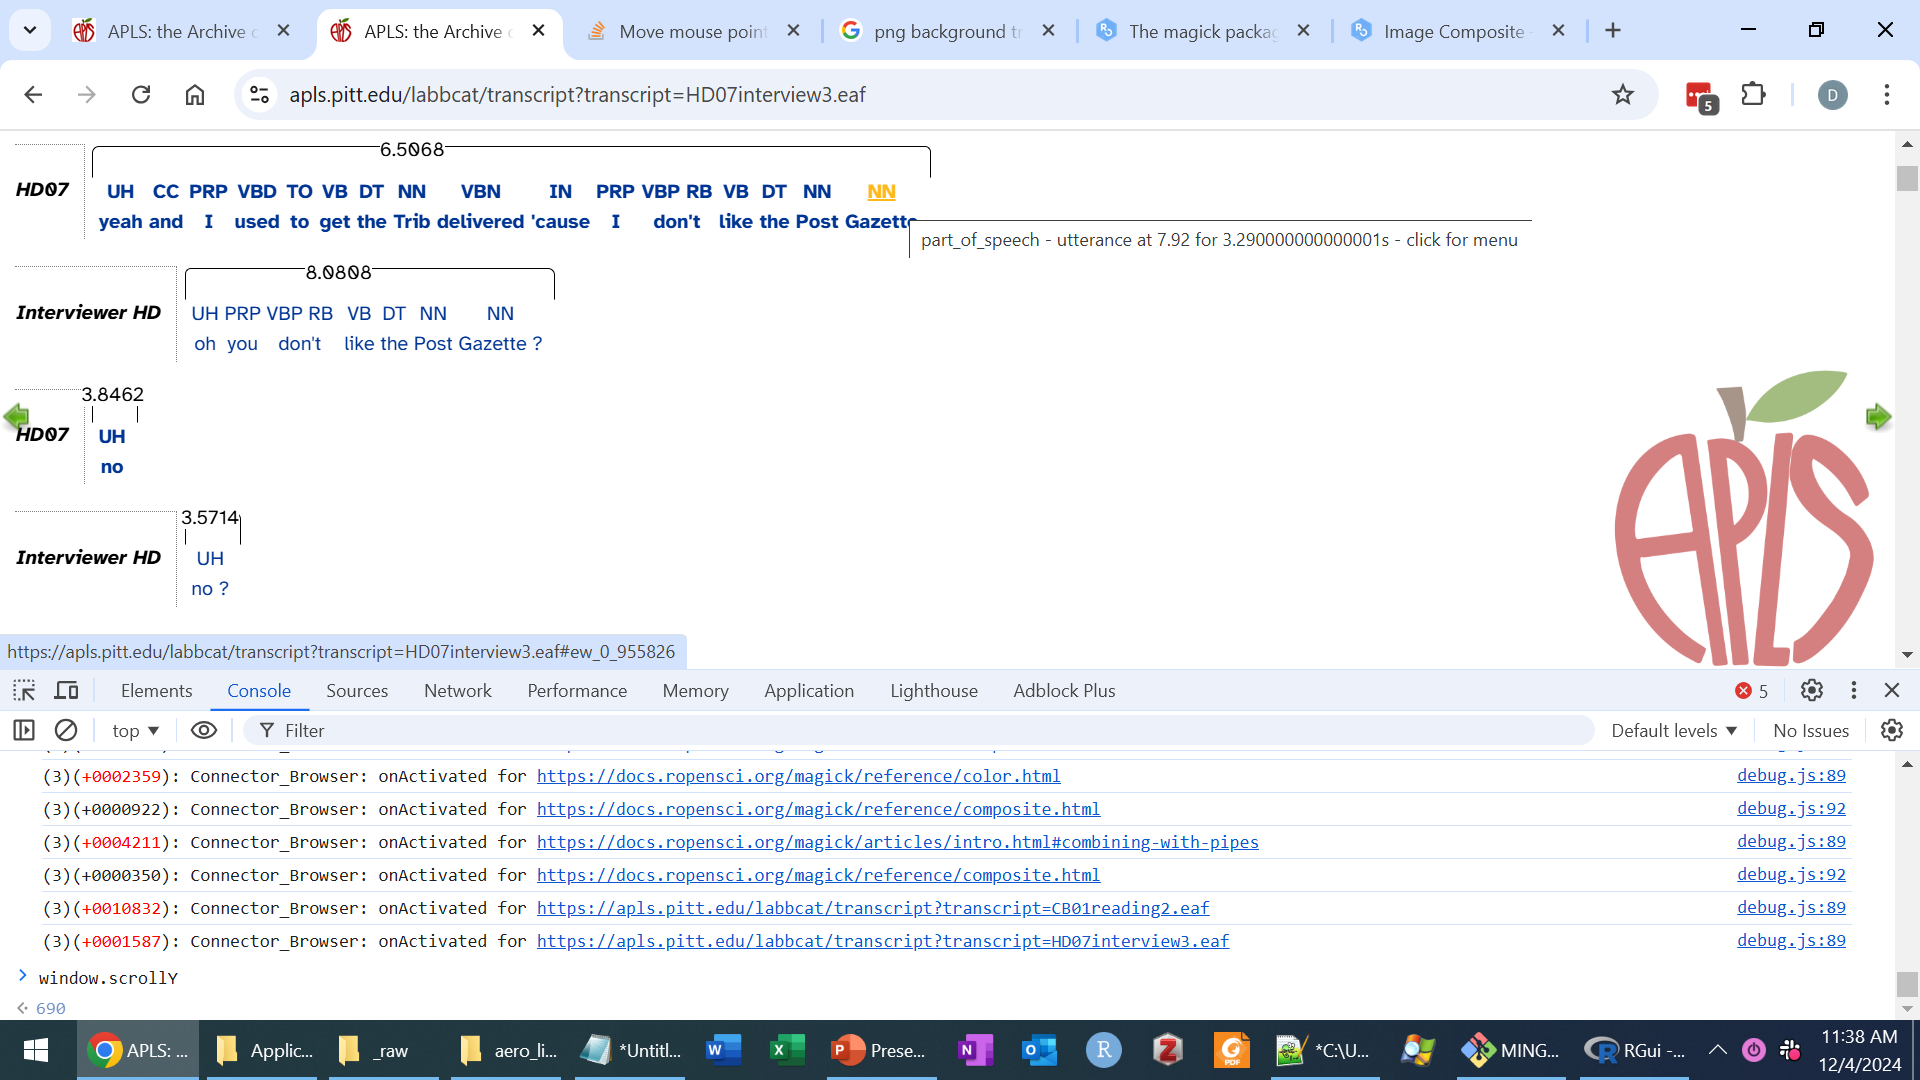 APLS: the Archive
APLS: the Archive
Move mouse point
png background tr
The magick packag
Image Composite
apls.pitt.edu/labbcat/transcript?transcript=HD07interview3.eaf
5
D
6.5068
HD07 UH CC PRP VBD TO VB DT NN VBN IN PRP VBP RB VB DT NN NN
yeah and I used to get the Trib delivered 'cause I don't like the Post Gazette
part_of_speech - utterance at 7.92 for 3.290000000000001s - click for menu
8.0808
Interviewer HD UH PRP VBP RB VB DT NN NN
oh you don't like the Post Gazette ?
3.8462
HD07 UH
no
3.5714
Interviewer HD UH
no ?
APLS
https://apls.pitt.edu/labbcat/transcript?transcript=HD07interview3.eaf#ew_0_955826
Elements Console Sources Network Performance Memory Application Lighthouse Adblock Plus 5
top Filter Default levels No Issues
(3)(+0002359): Connector_Browser: onActivated for https://docs.ropensci.org/magick/reference/color.html debug.js:89
(3)(+0000922): Connector_Browser: onActivated for https://docs.ropensci.org/magick/reference/composite.html debug.js:92
(3)(+0004211): Connector_Browser: onActivated for https://docs.ropensci.org/magick/articles/intro.html#combining-with-pipes debug.js:89
(3)(+0000350): Connector_Browser: onActivated for https://docs.ropensci.org/magick/reference/composite.html debug.js:92
(3)(+0010832): Connector_Browser: onActivated for https://apls.pitt.edu/labbcat/transcript?transcript=CB01reading2.eaf debug.js:89
(3)(+0001587): Connector_Browser: onActivated for https://apls.pitt.edu/labbcat/transcript?transcript=HD07interview3.eaf debug.js:89
window.scrollY
690
APLS: ... Applic... _raw aero_li... *Untitl... Prese... *C:\U... MING... RGui -... 11:38 AM
12/4/2024